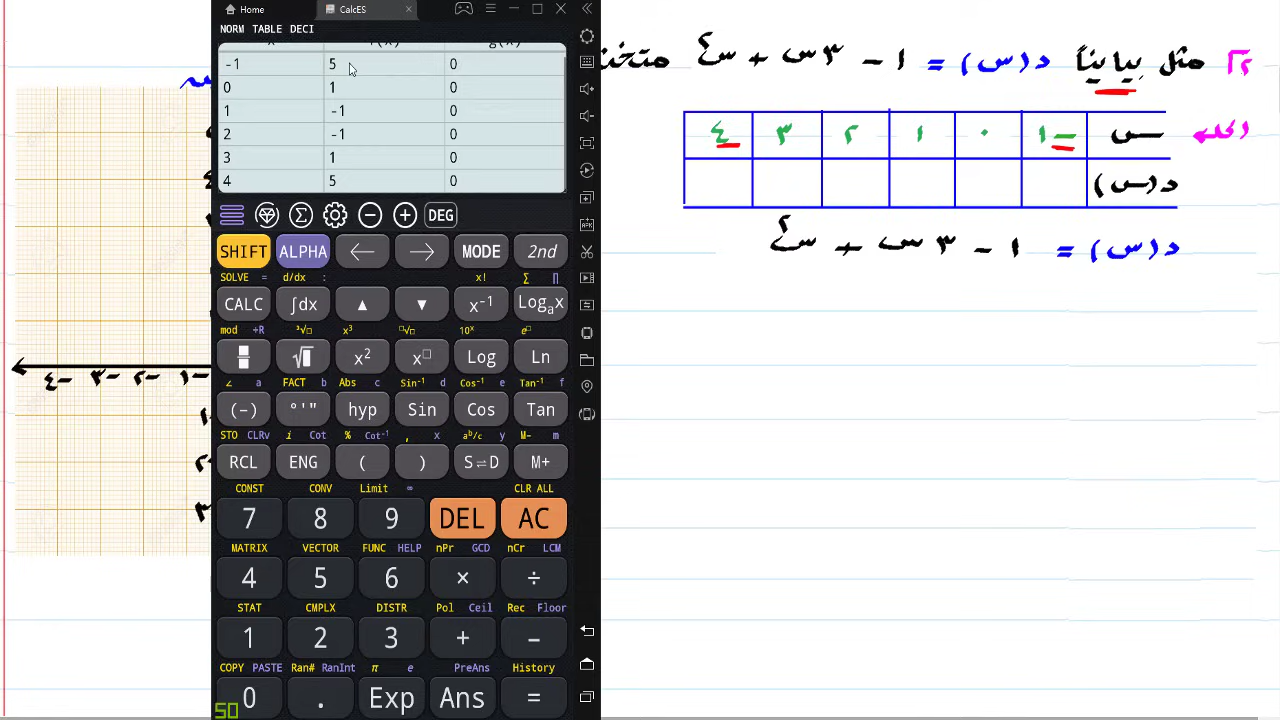 Home CalcES
NORM TABLE DECI
x f(x) g(x)
-1 5 0
0 1 0
1 -1 0
2 -1 0
3 1 0
4 5 0
DEG
SHIFT ALPHA ← → MODE 2nd
SOLVE = d/dx : x! ∑ ∏
CALC ∫dx ▲ ▼ x⁻¹ Logₐx
mod ÷R ³√□ x³ □√□ 10ˣ e□
√ x² x□ Log Ln
∠ a FACT b Abs c Sin⁻¹ d Cos⁻¹ e Tan⁻¹ f
(−) °'" hyp Sin Cos Tan
STO CLRv i Cot % Cot⁻¹ , x aᵇ/c y M- m
RCL ENG ( ) S⇌D M+
CONST CONV Limit ∞ CLR ALL
7 8 9 DEL AC
MATRIX VECTOR FUNC HELP nPr GCD nCr LCM
4 5 6 × ÷
STAT CMPLX DISTR Pol Ceil Rec Floor
1 2 3 + −
COPY PASTE Ran# RanInt π e PreAns History
0 . Exp Ans =
50
٢ مثل بيانياً د(س) = ١ - ٣س + س٢
الحل
س -١ ٠ ١ ٢ ٣ ٤
د(س)
د(س) = ١ - ٣س + س٢
-٤ -٣ -٢ -١